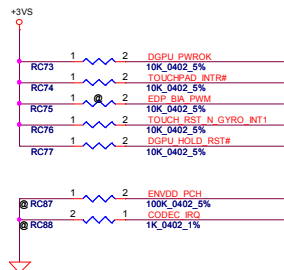 +3VS
1 2 DGPU_PWROK
RC73 10K_0402_5%
1 2 TOUCHPAD_INTR#
RC74 10K_0402_5%
1 @ 2 EDP_BIA_PWM
RC75 10K_0402_5%
1 2 TOUCH_RST_N_GYRO_INT1
RC76 10K_0402_5%
1 2 DGPU_HOLD_RST#
RC77 10K_0402_5%
1 2 ENVDD_PCH
@ RC87 100K_0402_5%
2 1 CODEC_IRQ
@ RC88 1K_0402_1%